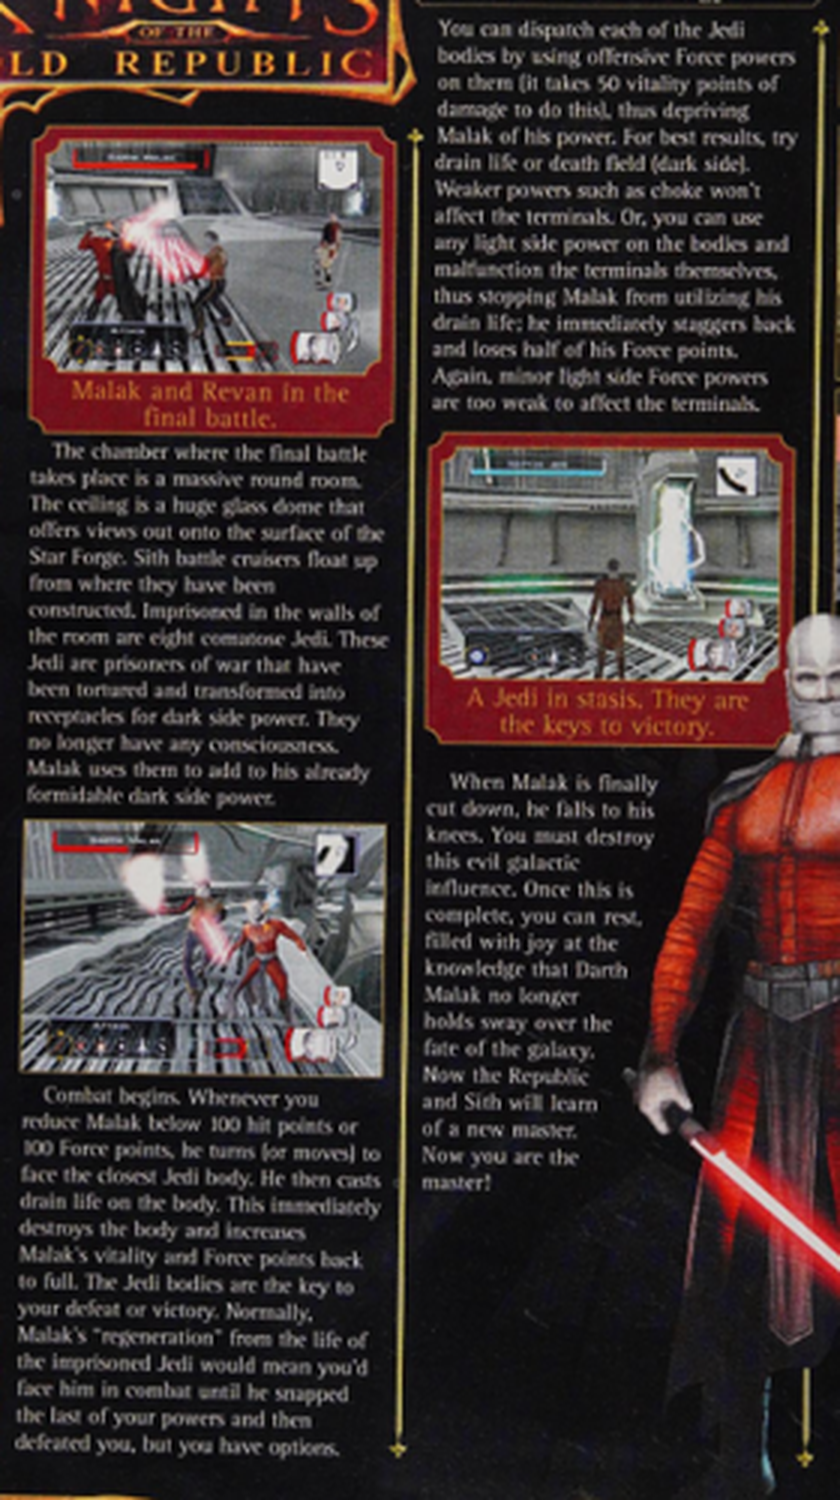 KNIGHTS
OF THE
OLD REPUBLIC
Malak and Revan in the
final battle.
The chamber where the final battle
takes place is a massive round room.
The ceiling is a huge glass dome that
offers views out onto the surface of the
Star Forge. Sith battle cruisers float up
from where they have been
constructed. Imprisoned in the walls of
the room are eight comatose Jedi. These
Jedi are prisoners of war that have
been tortured and transformed into
receptacles for dark side power. They
no longer have any consciousness.
Malak uses them to add to his already
formidable dark side power.
Combat begins. Whenever you
reduce Malak below 100 hit points or
100 Force points, he turns (or moves) to
face the closest Jedi body. He then casts
drain life on the body. This immediately
destroys the body and increases
Malak's vitality and Force points back
to full. The Jedi bodies are the key to
your defeat or victory. Normally,
Malak's "regeneration" from the life of
the imprisoned Jedi would mean you'd
face him in combat until he snapped
the last of your powers and then
defeated you, but you have options.
You can dispatch each of the Jedi
bodies by using offensive Force powers
on them (it takes 50 vitality points of
damage to do this), thus depriving
Malak of his power. For best results, try
drain life or death field (dark side).
Weaker powers such as choke won't
affect the terminals. Or, you can use
any light side power on the bodies and
malfunction the terminals themselves,
thus stopping Malak from utilizing his
drain life; he immediately staggers back
and loses half of his Force points.
Again, minor light side Force powers
are too weak to affect the terminals.
A Jedi in stasis. They are
the keys to victory.
When Malak is finally
cut down, he falls to his
knees. You must destroy
this evil galactic
influence. Once this is
complete, you can rest,
filled with joy at the
knowledge that Darth
Malak no longer
holds sway over the
fate of the galaxy.
Now the Republic
and Sith will learn
of a new master.
Now you are the
master!